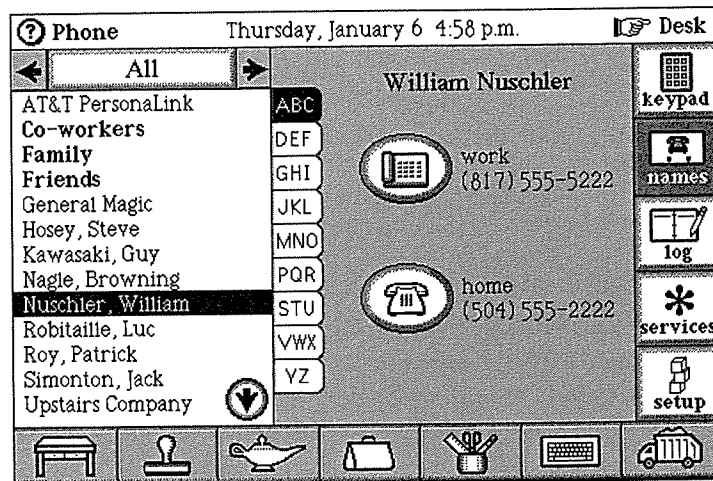 ? Phone
Thursday, January 6 4:58 p.m.
Desk
All
AT&T PersonaLink
Co-workers
Family
Friends
General Magic
Hosey, Steve
Kawasaki, Guy
Nagle, Browning
Nuschler, William
Robitaille, Luc
Roy, Patrick
Simonton, Jack
Upstairs Company
ABC
DEF
GHI
JKL
MNO
PQR
STU
VWX
YZ
William Nuschler
work
(817) 555-5222
home
(504) 555-2222
keypad
names
log
services
setup